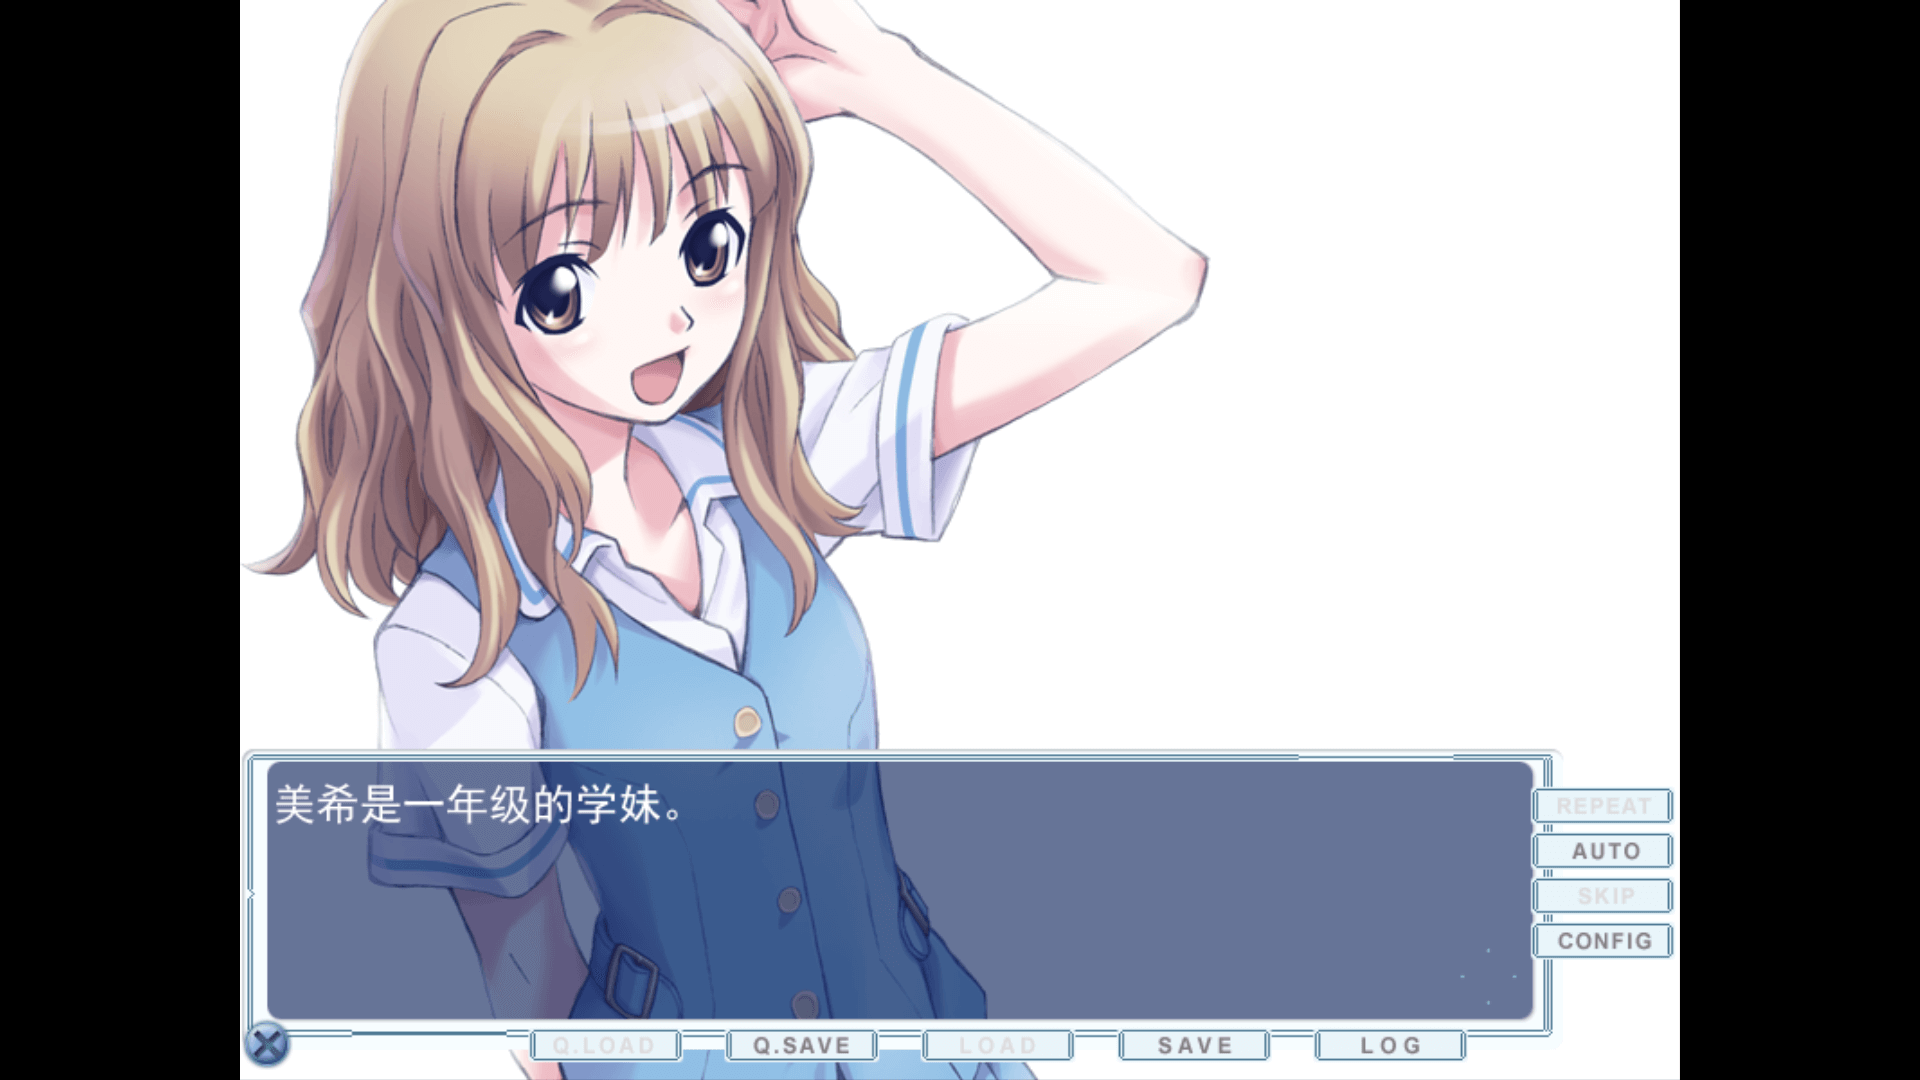 美希是一年级的学妹。
REPEAT
AUTO
SKIP
CONFIG
Q.LOAD
Q.SAVE
LOAD
SAVE
LOG